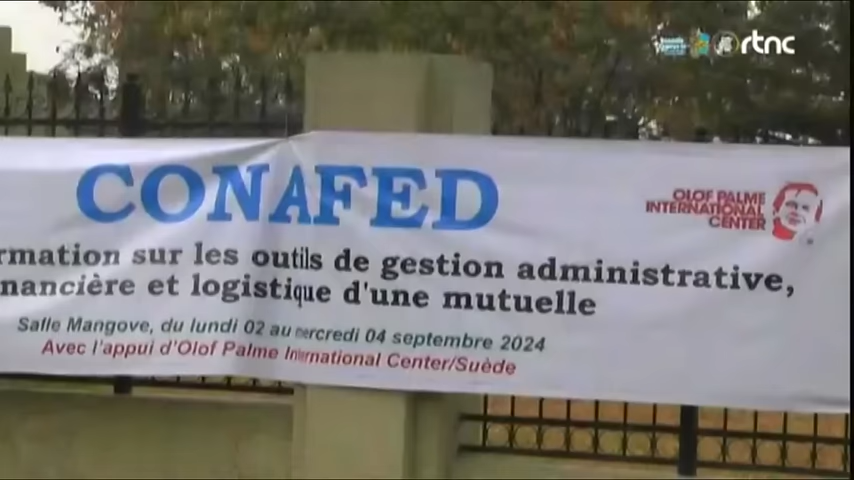 rtnc
CONAFED
OLOF PALME
INTERNATIONAL
CENTER
rmation sur les outils de gestion administrative,
nancière et logistique d'une mutuelle
Salle Mangove, du lundi 02 au mercredi 04 septembre 2024
Avec l'appui d'Olof Palme International Center/Suède